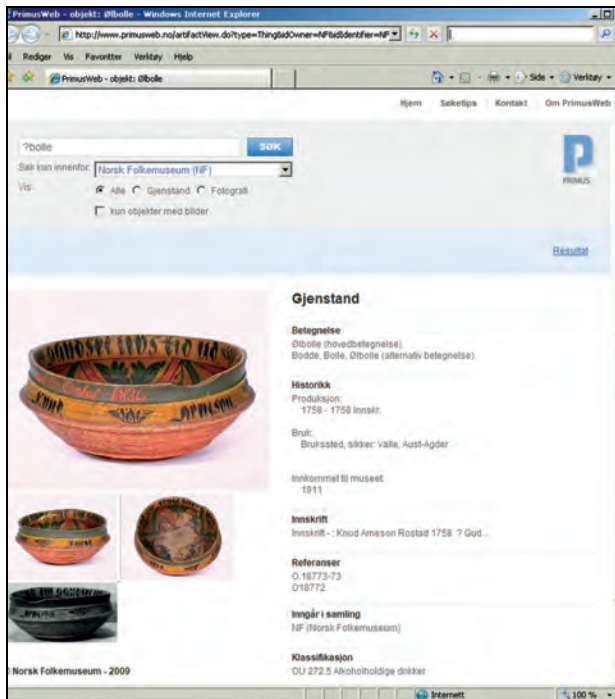 PrimusWeb - objekt: Ølbolle - Windows Internet Explorer
http://www.primusweb.no/artifactView.do?type=Thing&idOwner=NF&idIdentifier=NF
Rediger Vis Favoritter Verktøy Hjelp
PrimusWeb - objekt: Ølbolle
Side Verktøy
Hjem Søketips Kontakt Om PrimusWeb
?bolle
SØK
Søk kun innenfor: Norsk Folkemuseum (NF)
Vis: Alle Gjenstand Fotografi
kun objekter med bilder
PRIMUS
Resultat
Gjenstand
Betegnelse
Ølbolle (hovedbetegnelse)
Bodde, Bolle, Ølbolle (alternativ betegnelse)
Historikk
Produksjon:
1758 - 1758 Innskr.
Bruk:
Brukssted, sikker: Valle, Aust-Agder
Innkommet til museet
1911
Innskrift
Innskrift - : Knud Arneson Rostad 1758 ? Gud...
Referanser
O.18773-73
O18772
Inngår i samling
NF (Norsk Folkemuseum)
Klassifikasjon
OU 272.5 Alkoholholdige drikker
1836
Norsk Folkemuseum - 2009
Internett
100 %